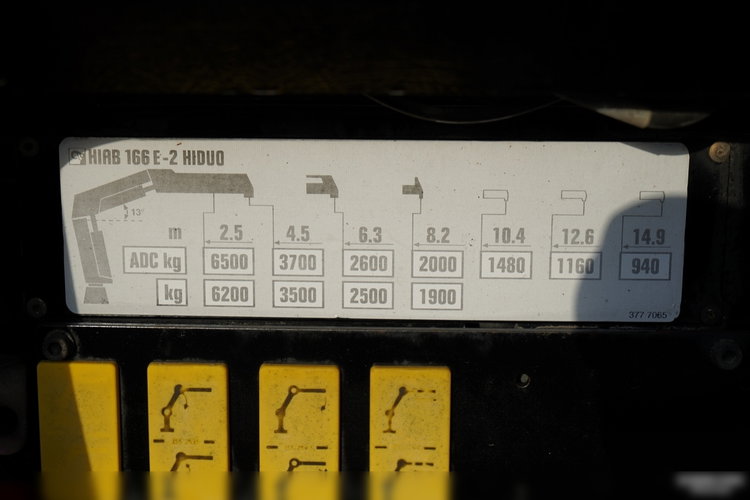 HIAB 166 E-2 HIDUO
13°
m 2.5 4.5 6.3 8.2 10.4 12.6 14.9
ADC kg 6500 3700 2600 2000 1480 1160 940
kg 6200 3500 2500 1900
377 7065